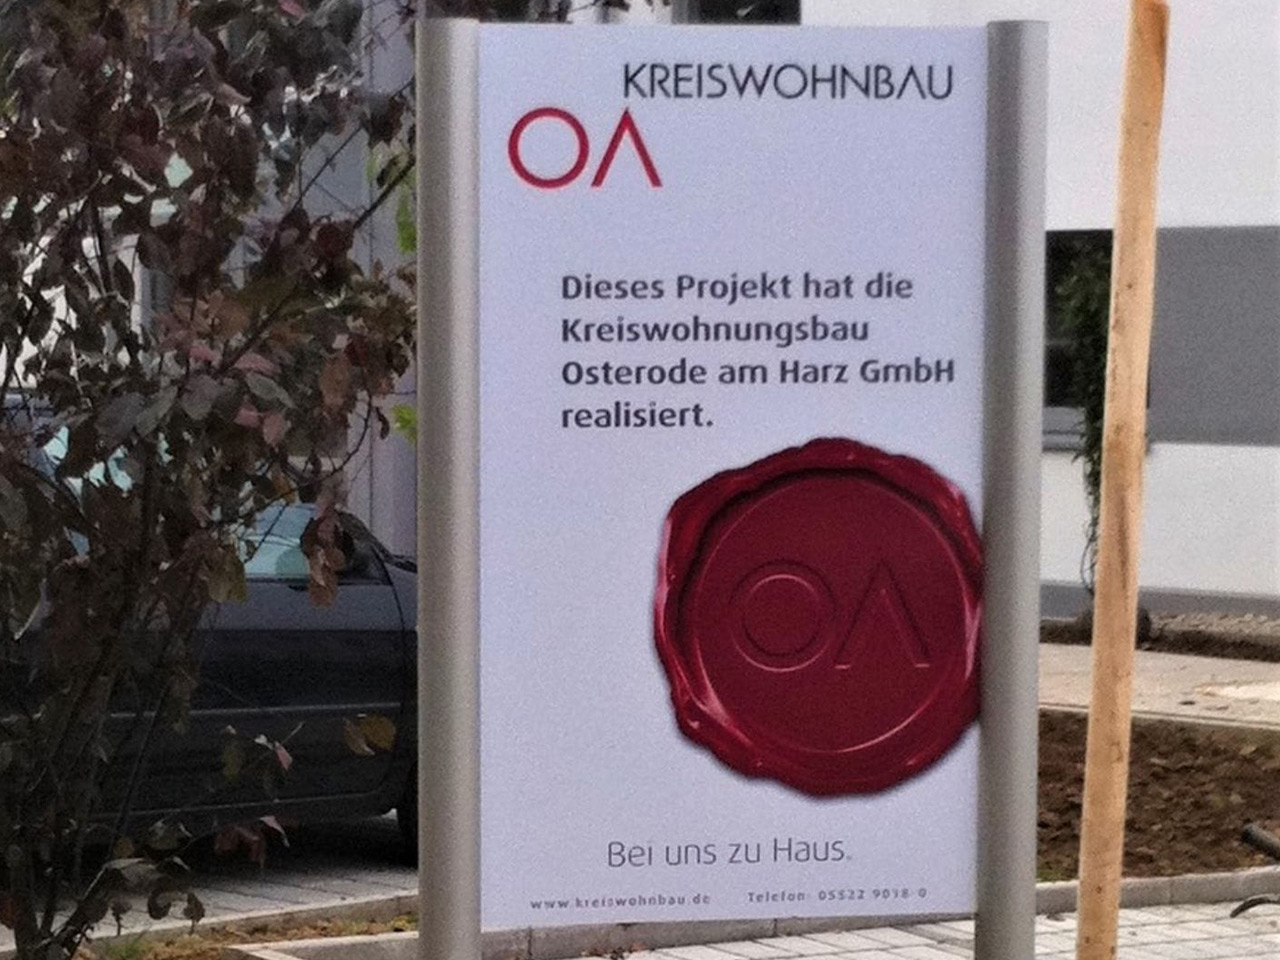 KREISWOHNBAU
OA
Dieses Projekt hat die
Kreiswohnungsbau
Osterode am Harz GmbH
realisiert.
OA
Bei uns zu Haus.
www.kreiswohnbau.de Telefon 05522 9018-0